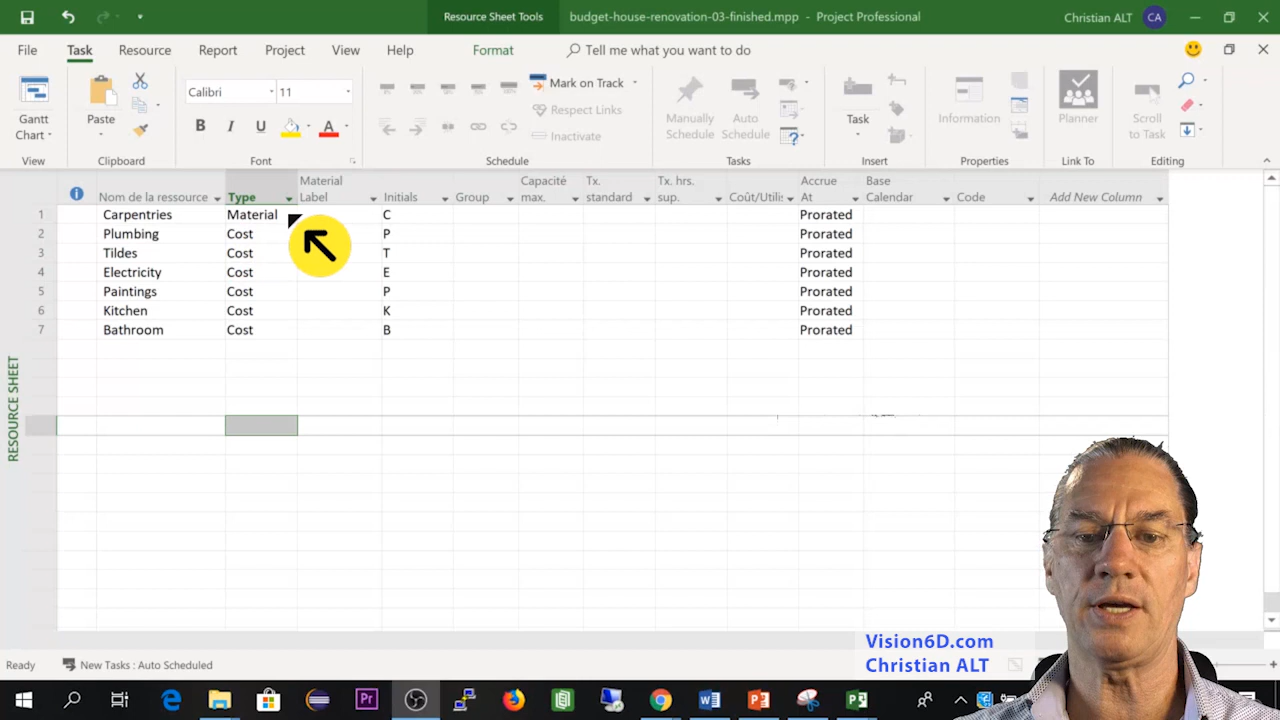 Resource Sheet Tools
budget-house-renovation-03-finished.mpp - Project Professional
Christian ALT
CA
File
Task
Resource
Report
Project
View
Help
Format
Tell me what you want to do
Gantt
Chart
View
Paste
Clipboard
Calibri
11
B I U
A
Font
Mark on Track
Respect Links
Inactivate
Schedule
Manually
Schedule
Auto
Schedule
Tasks
Task
Insert
Information
Properties
Planner
Link To
Scroll
to Task
Editing
Nom de la ressource
Type
Material
Label
Initials
Group
Capacité
max.
Tx.
standard
Tx. hrs.
sup.
Coût/Utilis
Accrue
At
Base
Calendar
Code
Add New Column
1 Carpentries Material C Prorated
2 Plumbing Cost P Prorated
3 Tildes Cost T Prorated
4 Electricity Cost E Prorated
5 Paintings Cost P Prorated
6 Kitchen Cost K Prorated
7 Bathroom Cost B Prorated
RESOURCE SHEET
Vision6D.com
Christian ALT
Ready
New Tasks : Auto Scheduled